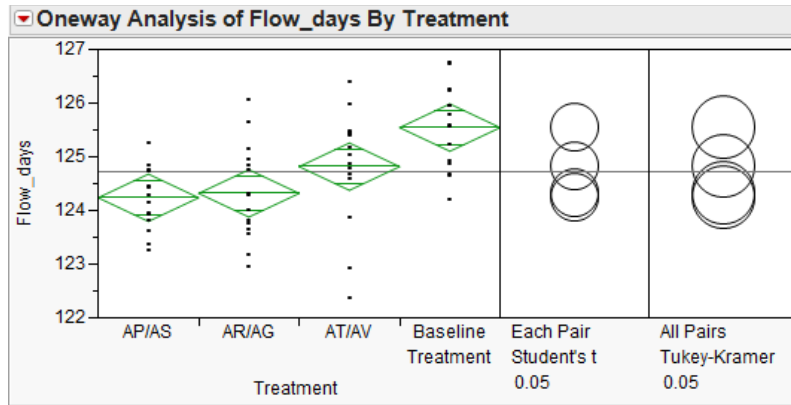 Oneway Analysis of Flow_days By Treatment
127
126
125
124
123
122
Flow_days
AP/AS
AR/AG
AT/AV
Baseline
Treatment
Treatment
Each Pair
Student's t
0.05
All Pairs
Tukey-Kramer
0.05